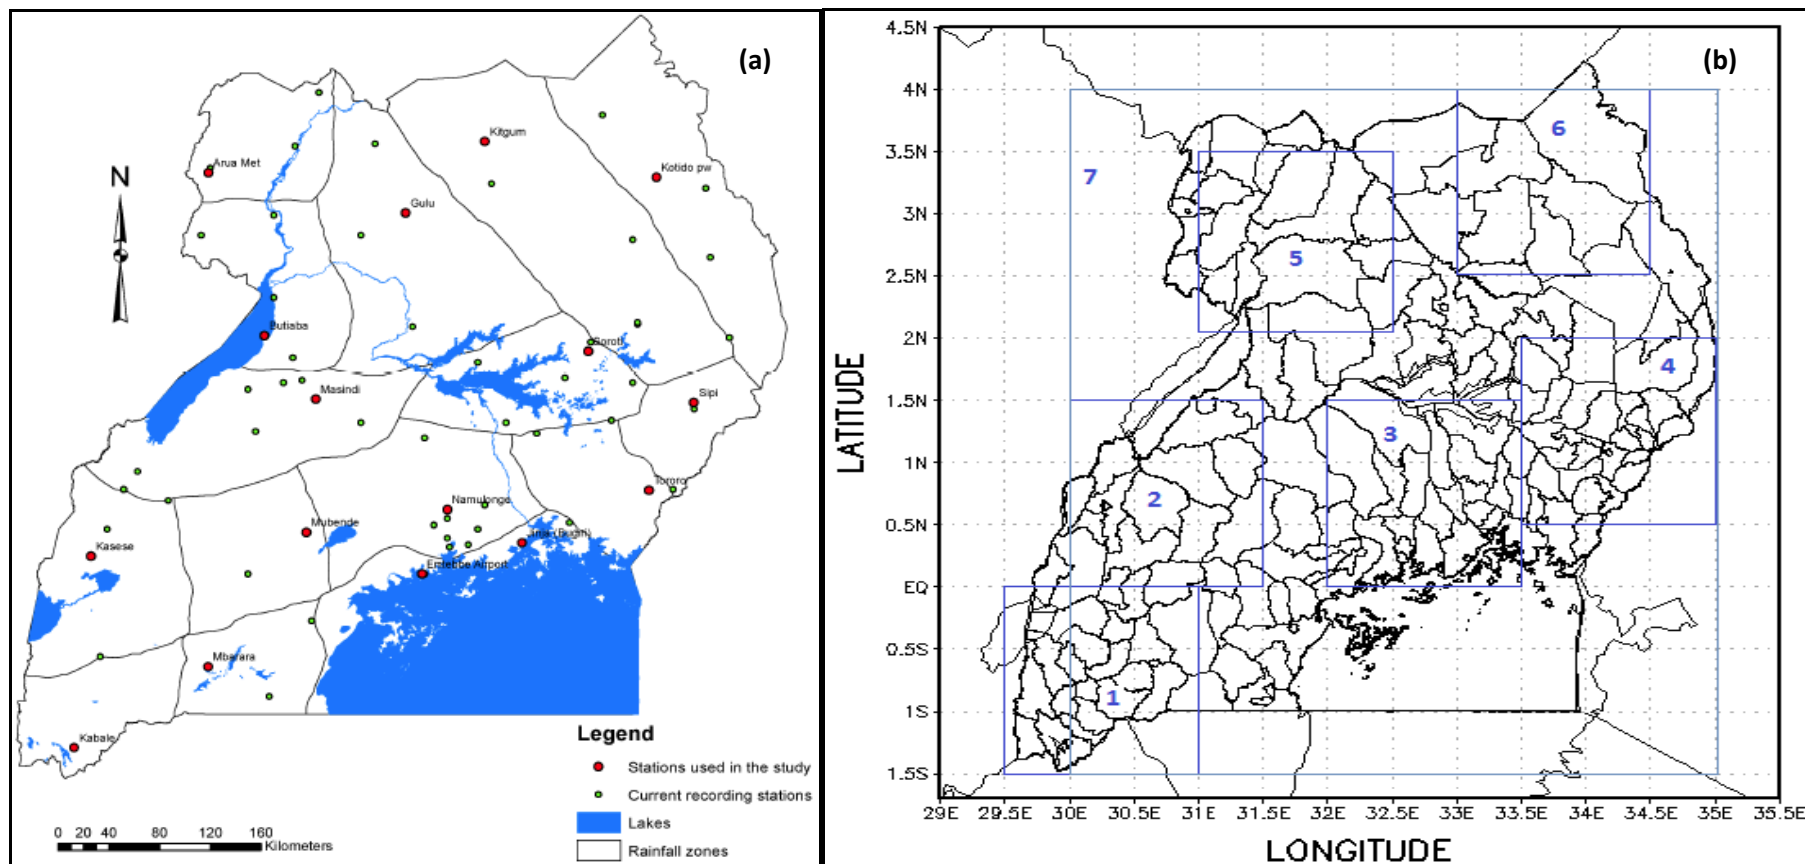 (a)
Kitgum
Arua Met
Kotido pw
N
Gulu
Butiaba
Soroti
Masindi
Sipi
Tororo
Namulonge
Mubende
Kasese
Entebbe Airport
Mbarara
Kabale
Legend
Stations used in the study
Current recording stations
Lakes
Rainfall zones
0 20 40 80 120 160
Kilometers
(b)
4.5N
4N
3.5N
3N
2.5N
2N
1.5N
1N
0.5N
EQ
0.5S
1S
1.5S
LATITUDE
6
7
5
4
3
2
1
29E 29.5E 30E 30.5E 31E 31.5E 32E 32.5E 33E 33.5E 34E 34.5E 35E 35.5E
LONGITUDE